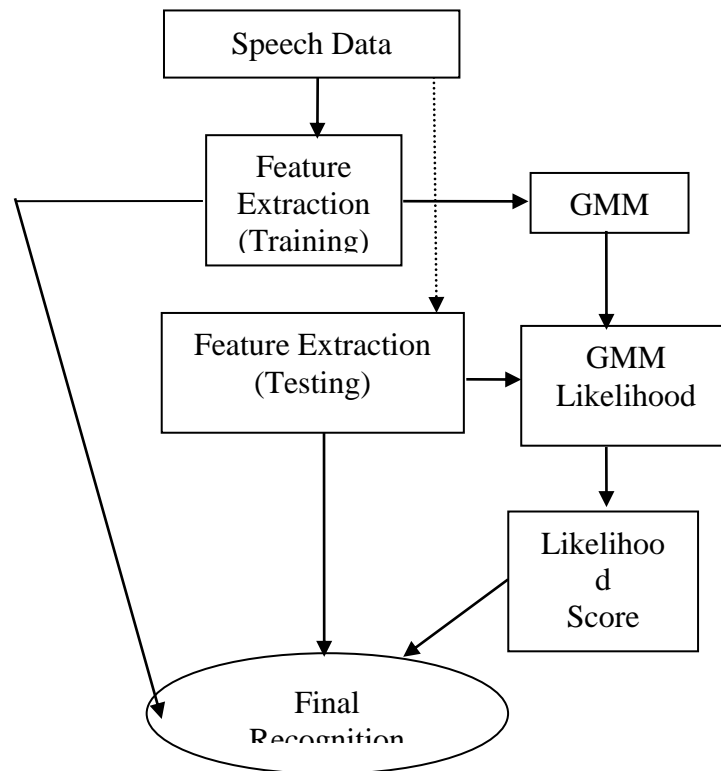 Speech Data
Feature
Extraction
(Training)
GMM
Feature Extraction
(Testing)
GMM
Likelihood
Likelihoo
d
Score
Final
Recognition